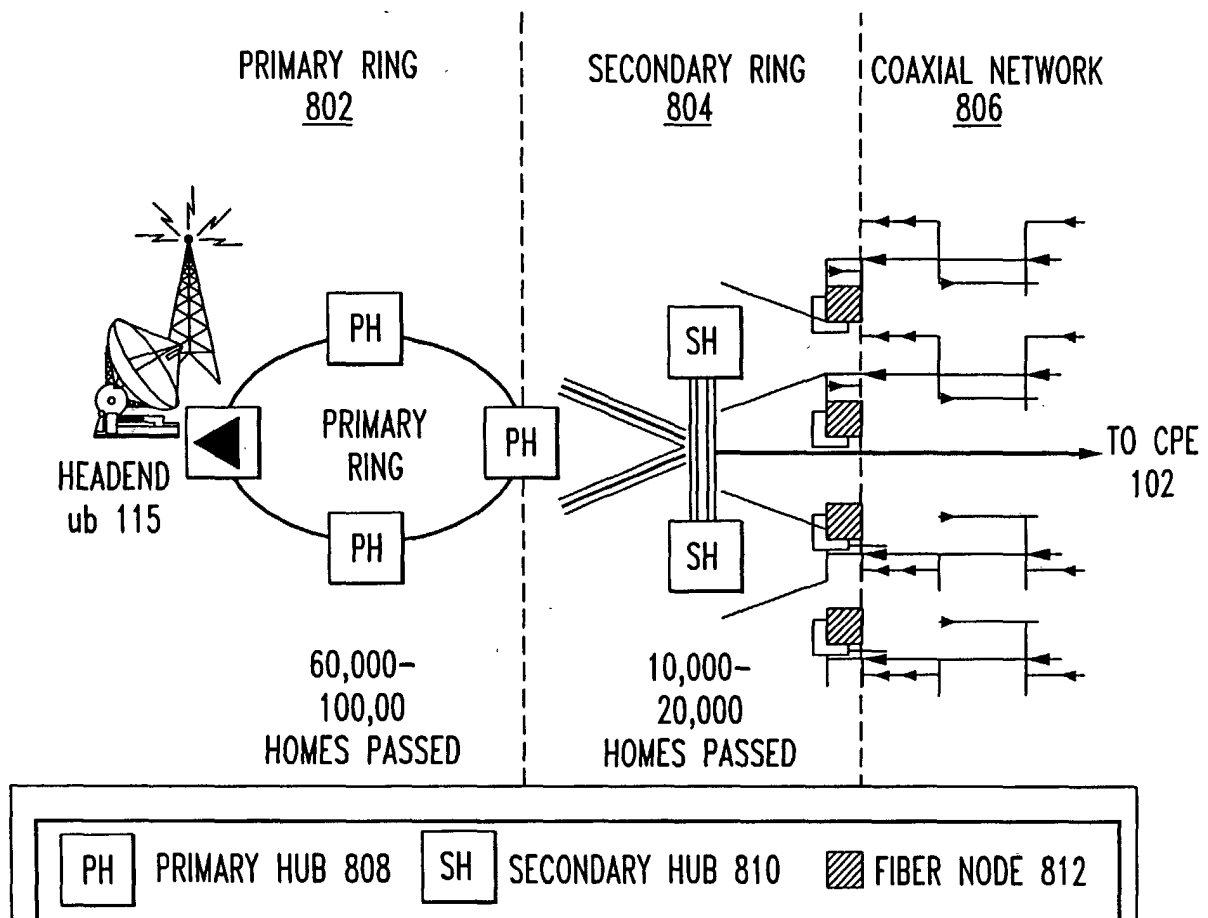 PRIMARY RING
802
SECONDARY RING
804
COAXIAL NETWORK
806
PH
PH
PH
PRIMARY
RING
HEADEND
ub 115
SH
SH
TO CPE
102
60,000-
100,00
HOMES PASSED
10,000-
20,000
HOMES PASSED
PH PRIMARY HUB 808 SH SECONDARY HUB 810 FIBER NODE 812